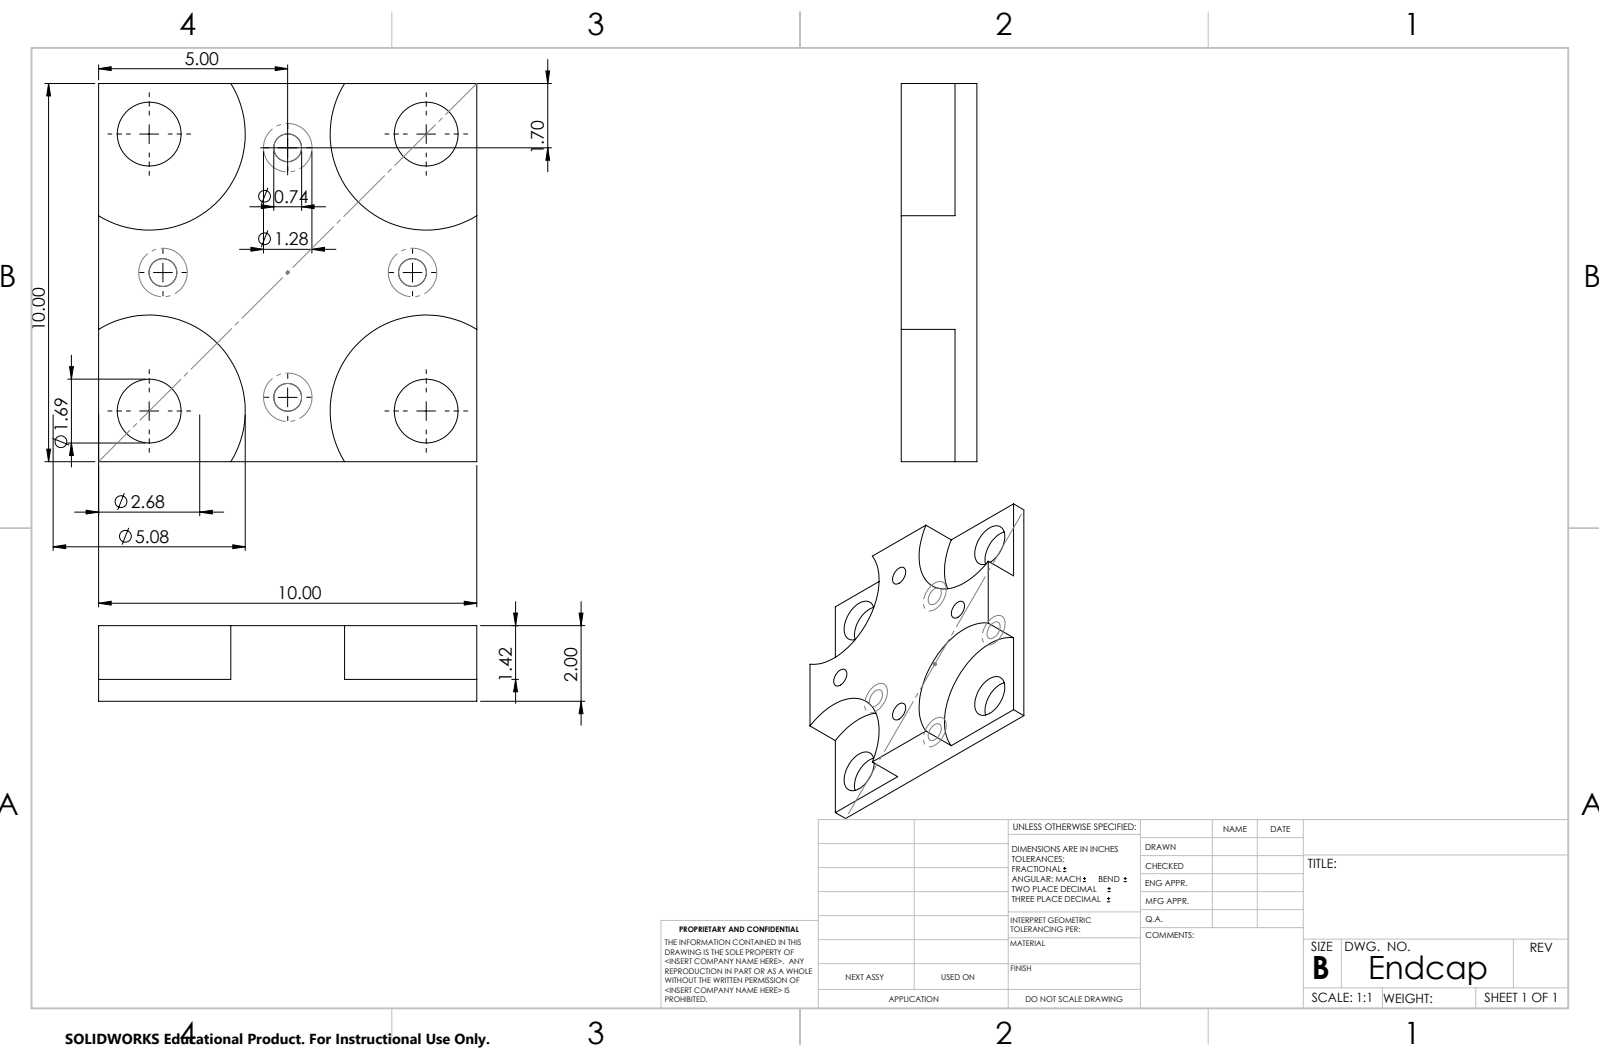 4 3 2 1
5.00
1.70
⌀0.74
⌀1.28
B B
10.00
⌀1.69
⌀2.68
⌀5.08
10.00
1.42
2.00
A A
UNLESS OTHERWISE SPECIFIED:
DIMENSIONS ARE IN INCHES
TOLERANCES:
FRACTIONAL±
ANGULAR: MACH± BEND ±
TWO PLACE DECIMAL ±
THREE PLACE DECIMAL ±
INTERPRET GEOMETRIC
TOLERANCING PER:
MATERIAL
FINISH
DO NOT SCALE DRAWING
NAME DATE
DRAWN
CHECKED
ENG APPR.
MFG APPR.
Q.A.
COMMENTS:
TITLE:
SIZE DWG. NO. REV
B Endcap
SCALE: 1:1 WEIGHT: SHEET 1 OF 1
PROPRIETARY AND CONFIDENTIAL
THE INFORMATION CONTAINED IN THIS
DRAWING IS THE SOLE PROPERTY OF
<INSERT COMPANY NAME HERE>. ANY
REPRODUCTION IN PART OR AS A WHOLE
WITHOUT THE WRITTEN PERMISSION OF
<INSERT COMPANY NAME HERE> IS
PROHIBITED.
NEXT ASSY USED ON
APPLICATION
4 3 2 1
SOLIDWORKS Educational Product. For Instructional Use Only.